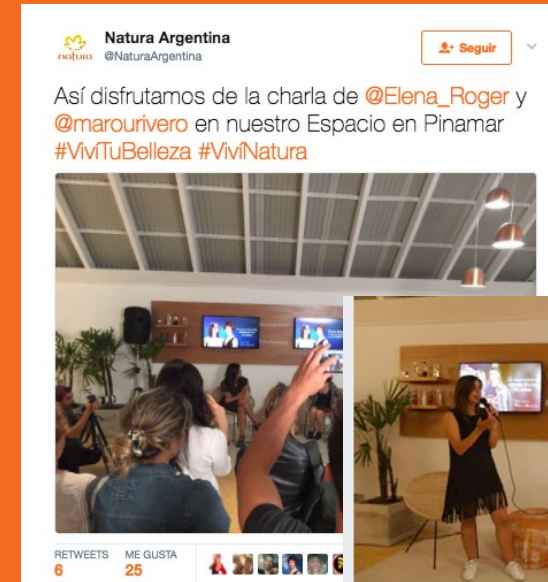 Natura Argentina
natura @NaturaArgentina
Seguir
Así disfrutamos de la charla de @Elena_Roger y
@marourivero en nuestro Espacio en Pinamar
#ViviTuBelleza #ViviNatura
RETWEETS ME GUSTA
6 25